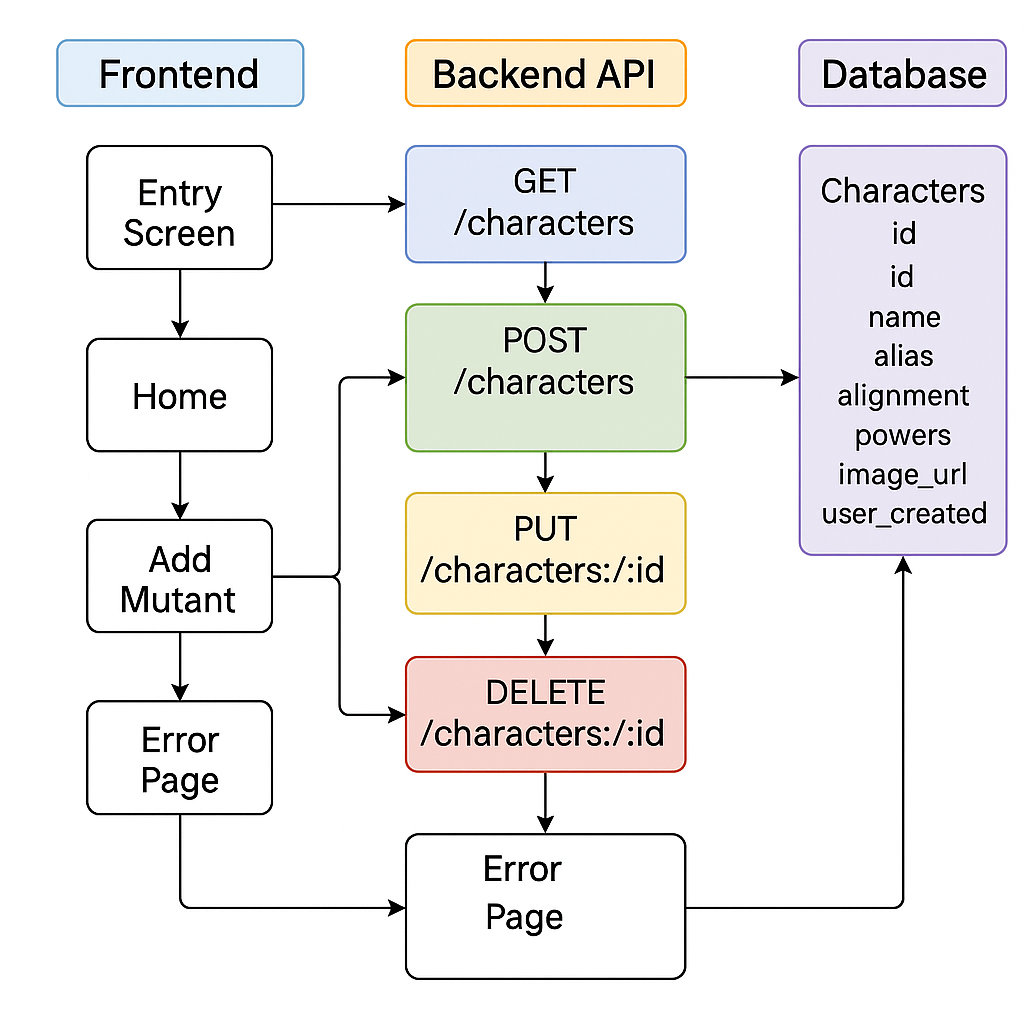 Frontend
Backend API
Database
Entry
Screen
Home
Add
Mutant
Error
Page
GET
/characters
POST
/characters
PUT
/characters:/:id
DELETE
/characters:/:id
Error
Page
Characters
id
id
name
alias
alignment
powers
image_url
user_created